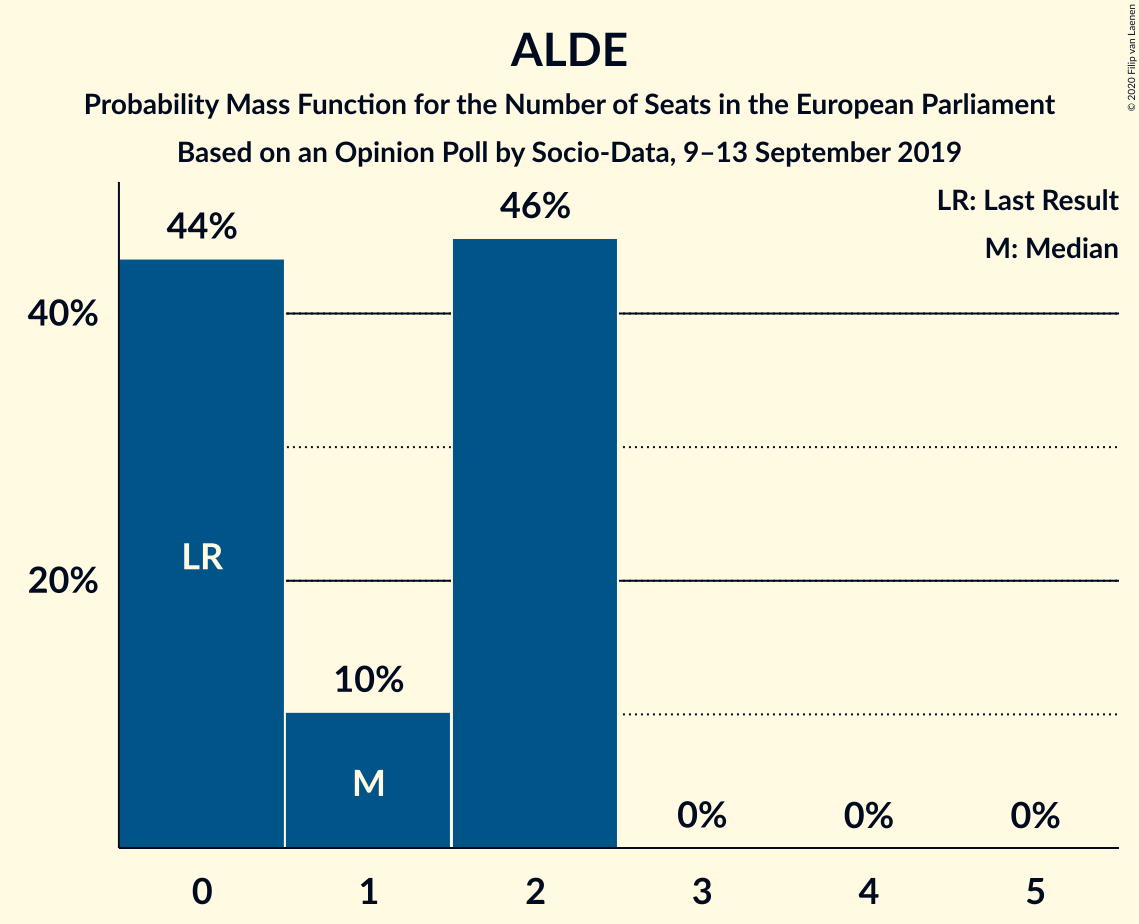 ALDE
Probability Mass Function for the Number of Seats in the European Parliament
Based on an Opinion Poll by Socio-Data, 9–13 September 2019
© 2020 Filip van Laenen
LR: Last Result
M: Median
44%
46%
40%
LR
20%
10%
M
0%
0%
0%
0
1
2
3
4
5